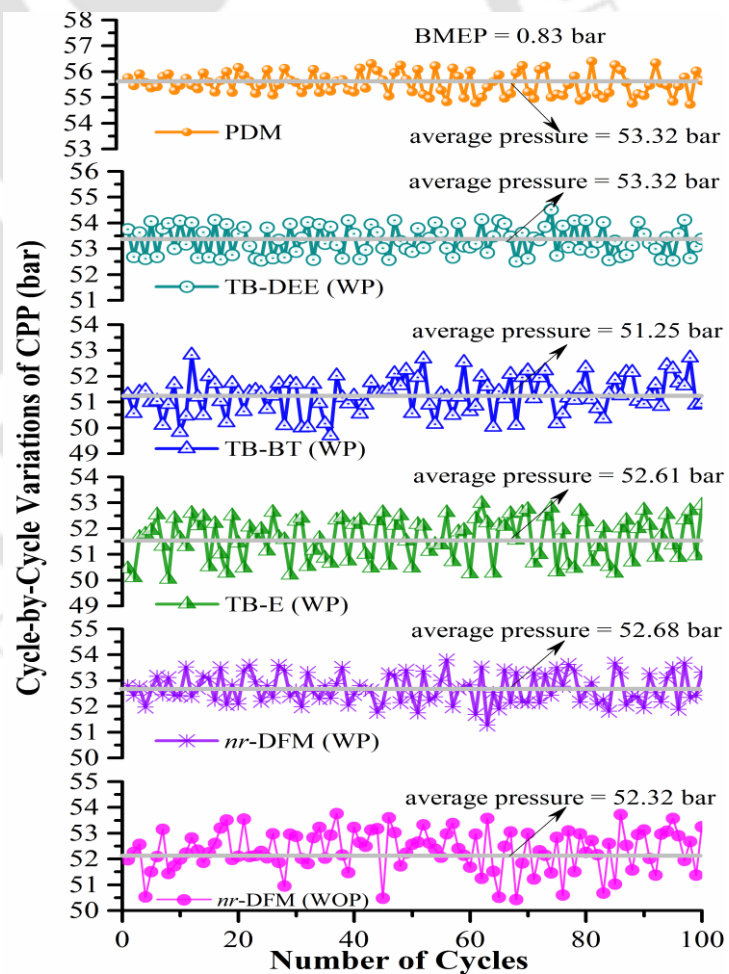 Cycle-by-Cycle Variations of CPP (bar)
58
57
56
55
54
53
BMEP = 0.83 bar
PDM
average pressure = 53.32 bar
56
55
54
53
52
51
average pressure = 53.32 bar
TB-DEE (WP)
54
53
52
51
50
49
average pressure = 51.25 bar
TB-BT (WP)
54
53
52
51
50
49
average pressure = 52.61 bar
TB-E (WP)
55
54
53
52
51
50
average pressure = 52.68 bar
nr-DFM (WP)
55
54
53
52
51
50
average pressure = 52.32 bar
nr-DFM (WOP)
0 20 40 60 80 100
Number of Cycles